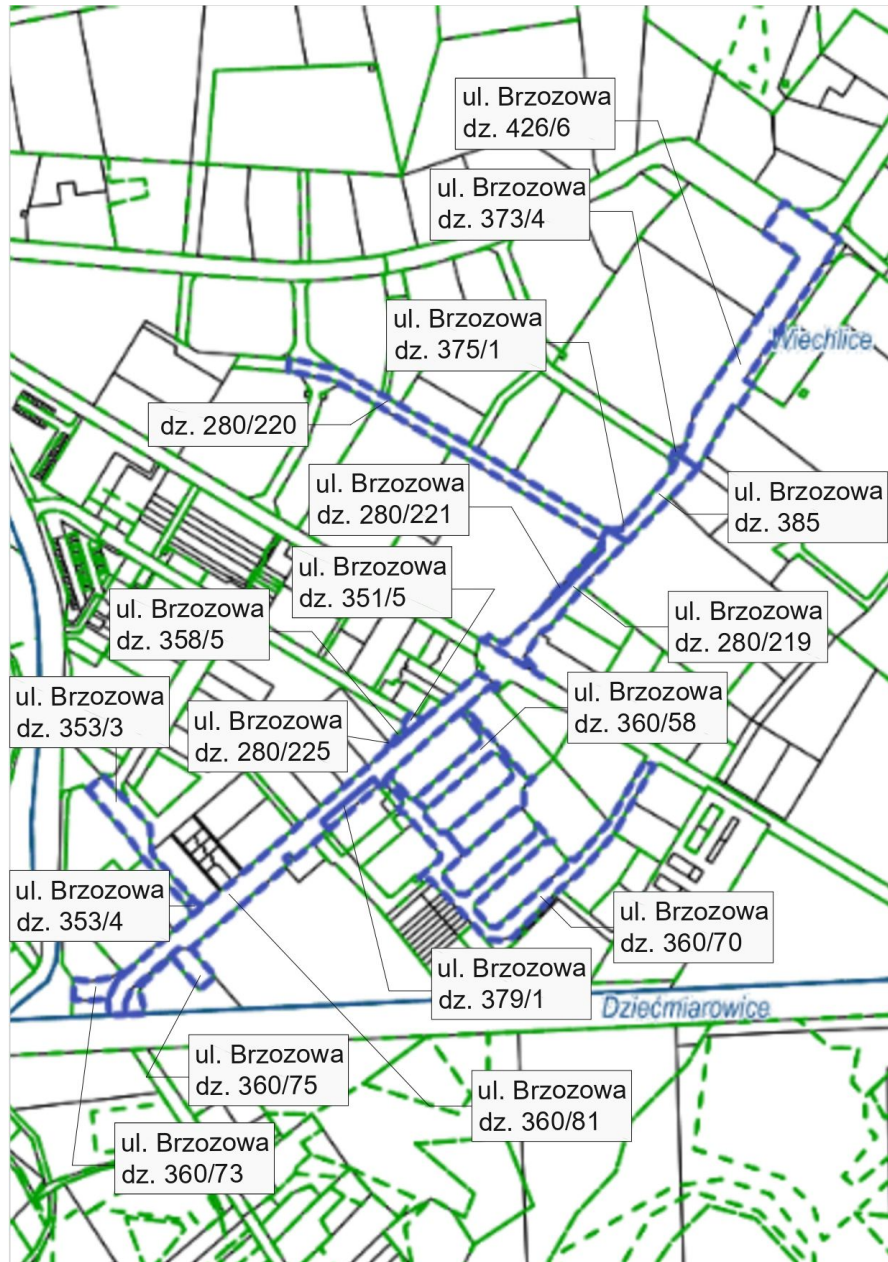 ul. Brzozowa
dz. 426/6
ul. Brzozowa
dz. 373/4
ul. Brzozowa
dz. 375/1
Wiechlice
dz. 280/220
ul. Brzozowa
dz. 280/221
ul. Brzozowa
dz. 385
ul. Brzozowa
dz. 351/5
ul. Brzozowa
dz. 358/5
ul. Brzozowa
dz. 280/219
ul. Brzozowa
dz. 353/3
ul. Brzozowa
dz. 280/225
ul. Brzozowa
dz. 360/58
ul. Brzozowa
dz. 353/4
ul. Brzozowa
dz. 360/70
ul. Brzozowa
dz. 379/1
Dziećmiarowice
ul. Brzozowa
dz. 360/75
ul. Brzozowa
dz. 360/81
ul. Brzozowa
dz. 360/73